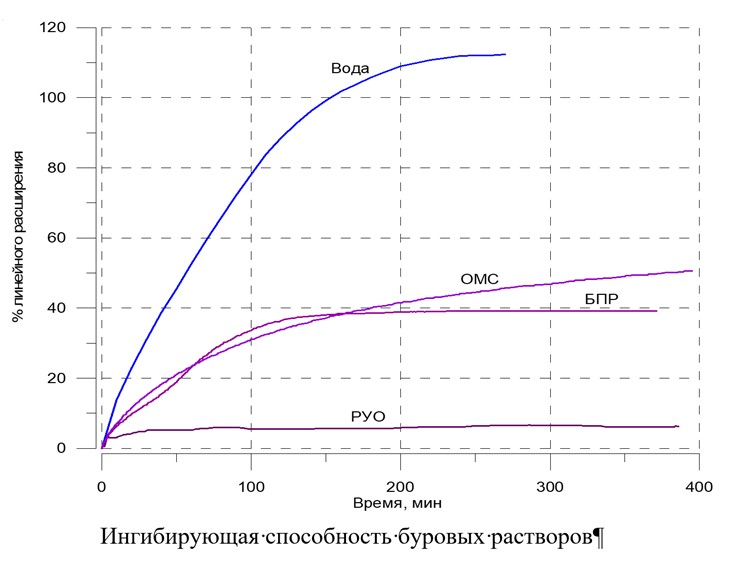 120
100
80
60
40
20
0
% линейного расширения
Вода
ОМС
БПР
РУО
0 100 200 300 400
Время, мин
Ингибирующая·способность·буровых·растворов¶